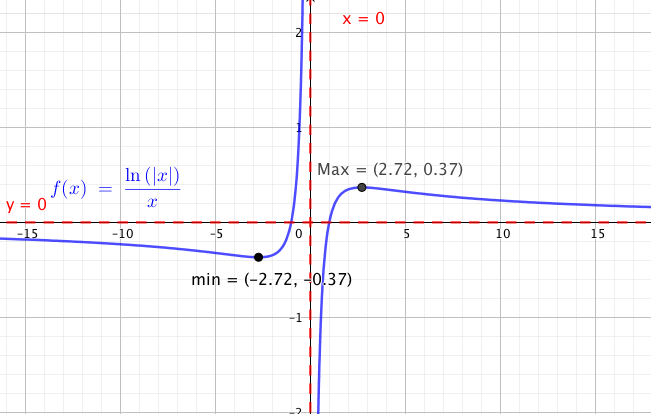 x = 0
2
1
Max = (2.72, 0.37)
f(x) = ln (|x|) / x
y = 0
−15
−10
−5
0
5
10
15
min = (−2.72, −0.37)
−1
−2